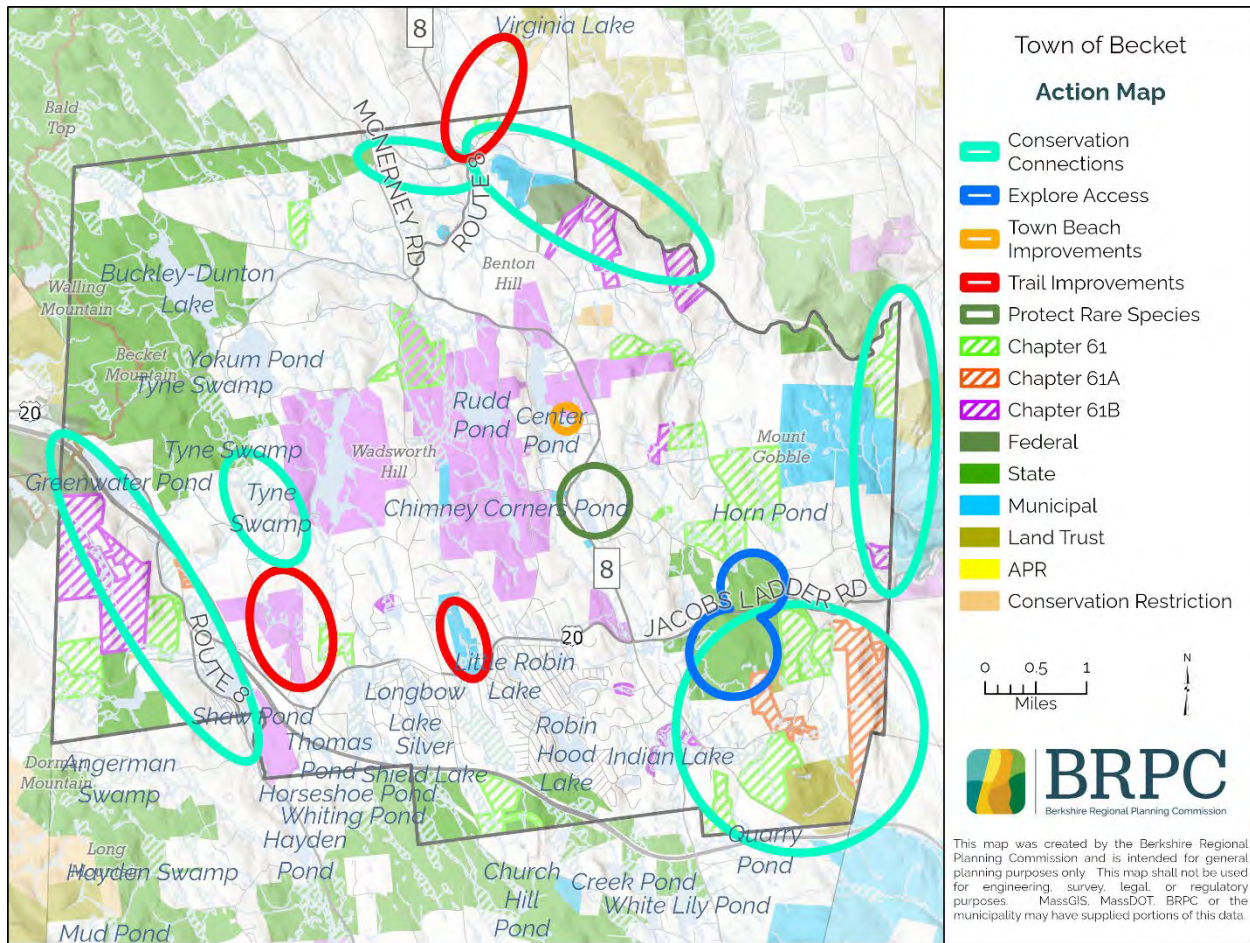 8
Virginia Lake
Bald
Top
MCNERNEY RD
ROUTE 8
Benton
Hill
Buckley-Dunton
Lake
Walling
Mountain
Becket
Mountain
Yokum Pond
Tyne Swamp
20
Rudd
Pond
Center
Pond
Tyne Swamp
Wadsworth
Hill
Mount
Gobble
Greenwater Pond
Tyne
Swamp
Chimney Corners Pond
Horn Pond
8
JACOBS LADDER RD
20
ROUTE 8
Little Robin
Lake
Longbow
Lake
Shaw Pond
Thomas
Pond
Silver
Shield Lake
Robin
Hood
Lake
Indian Lake
Dorman
Mountain
Angerman
Swamp
Horseshoe Pond
Whiting Pond
Hayden
Pond
Quarry
Pond
Long
Mountain
Hayden Swamp
Church
Hill
Pond
Creek Pond
White Lily Pond
Mud Pond
Town of Becket
Action Map
Conservation
Connections
Explore Access
Town Beach
Improvements
Trail Improvements
Protect Rare Species
Chapter 61
Chapter 61A
Chapter 61B
Federal
State
Municipal
Land Trust
APR
Conservation Restriction
0 0.5 1
Miles
N
BRPC
Berkshire Regional Planning Commission
This map was created by the Berkshire Regional
Planning Commission and is intended for general
planning purposes only. This map shall not be used
for engineering, survey, legal, or regulatory
purposes. MassGIS, MassDOT, BRPC or the
municipality may have supplied portions of this data.